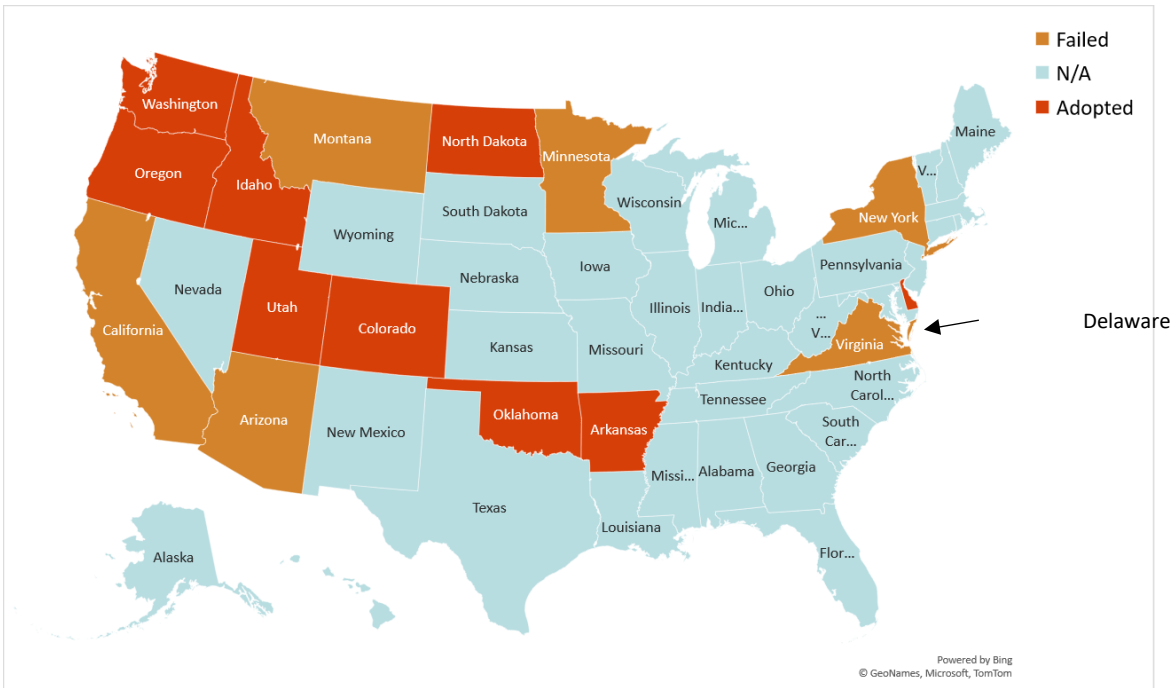 Failed
N/A
Adopted
Washington
Montana
North Dakota
Minnesota
Maine
Oregon
Idaho
V...
Wisconsin
South Dakota
Mic...
New York
Wyoming
Iowa
Pennsylvania
Nebraska
Nevada
Ohio
Utah
Illinois
India...
Colorado
California
...
V...
Delaware
Kansas
Missouri
Virginia
Kentucky
North
Carol...
Tennessee
Oklahoma
Arizona
Arkansas
New Mexico
South
Car...
Missi...
Alabama
Georgia
Texas
Louisiana
Flor...
Alaska
Powered by Bing
© GeoNames, Microsoft, TomTom